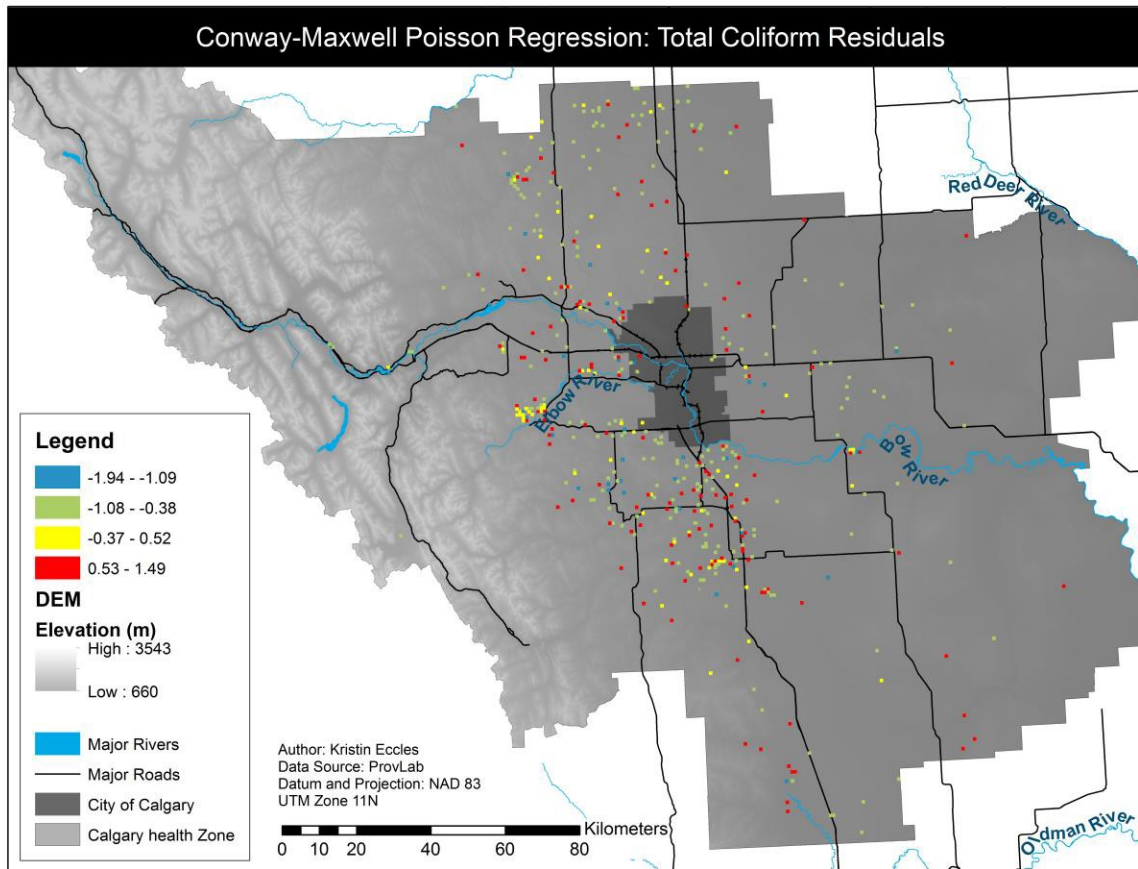 Conway-Maxwell Poisson Regression: Total Coliform Residuals
Red Deer River
Elbow River
Bow River
Legend
-1.94 - -1.09
-1.08 - -0.38
-0.37 - 0.52
0.53 - 1.49
DEM
Elevation (m)
High : 3543
Low : 660
Major Rivers
Major Roads
City of Calgary
Calgary health Zone
Author: Kristin Eccles
Data Source: ProvLab
Datum and Projection: NAD 83
UTM Zone 11N
Kilometers
0 10 20 40 60 80
Oldman River